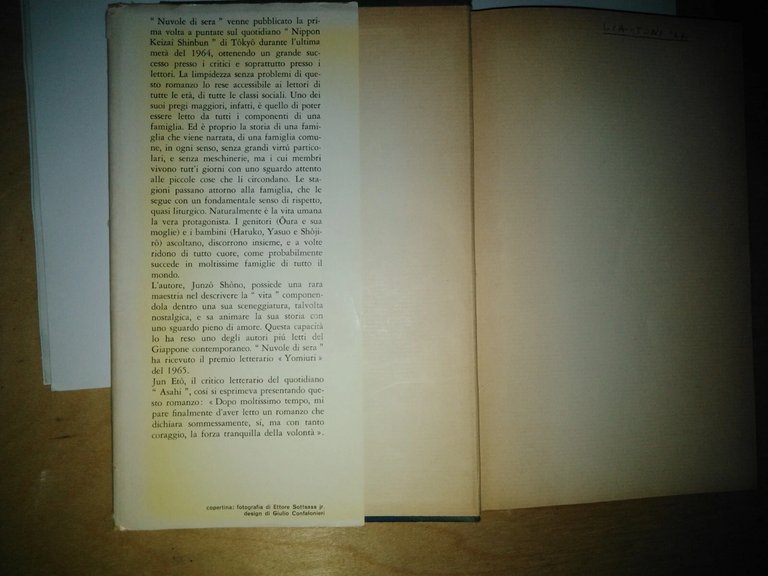 " Nuvole di sera " venne pubblicato la pri-
ma volta a puntate sul quotidiano " Nippon
Keizai Shinbun " di Tōkyō durante l'ultima
metà del 1964, ottenendo un grande suc-
cesso presso i critici e soprattutto presso i
lettori. La limpidezza senza problemi di que-
sto romanzo lo rese accessibile ai lettori di
tutte le età, di tutte le classi sociali. Uno dei
suoi pregi maggiori, infatti, è quello di poter
essere letto da tutti i componenti di una
famiglia. Ed è proprio la storia di una fami-
glia che viene narrata, di una famiglia comu-
ne, in ogni senso, senza grandi virtú partico-
lari, e senza meschinerie, ma i cui membri
vivono tutt'i giorni con uno sguardo attento
alle piccole cose che li circondano. Le sta-
gioni passano attorno alla famiglia, che le
segue con un fondamentale senso di rispetto,
quasi liturgico. Naturalmente è la vita umana
la vera protagonista. I genitori (Ōura e sua
moglie) e i bambini (Haruko, Yasuo e Shōji-
rō) ascoltano, discorrono insieme, e a volte
ridono di tutto cuore, come probabilmente
succede in moltissime famiglie di tutto il
mondo.
L'autore, Junzō Shōno, possiede una rara
maestria nel descrivere la " vita " componen-
dola dentro una sua sceneggiatura, talvolta
nostalgica, e sa animare la sua storia con
uno sguardo pieno di amore. Questa capacità
lo ha reso uno degli autori piú letti del
Giappone contemporaneo. " Nuvole di sera "
ha ricevuto il premio letterario « Yomiuri »
del 1965.
Jun Etō, il critico letterario del quotidiano
" Asahi ", cosí si esprimeva presentando que-
sto romanzo: « Dopo moltissimo tempo, mi
pare finalmente d'aver letto un romanzo che
dichiara sommessamente, sí, ma con tanto
coraggio, la forza tranquilla della volontà ».
copertina: fotografia di Ettore Sottsass jr.
design di Giulio Confalonieri